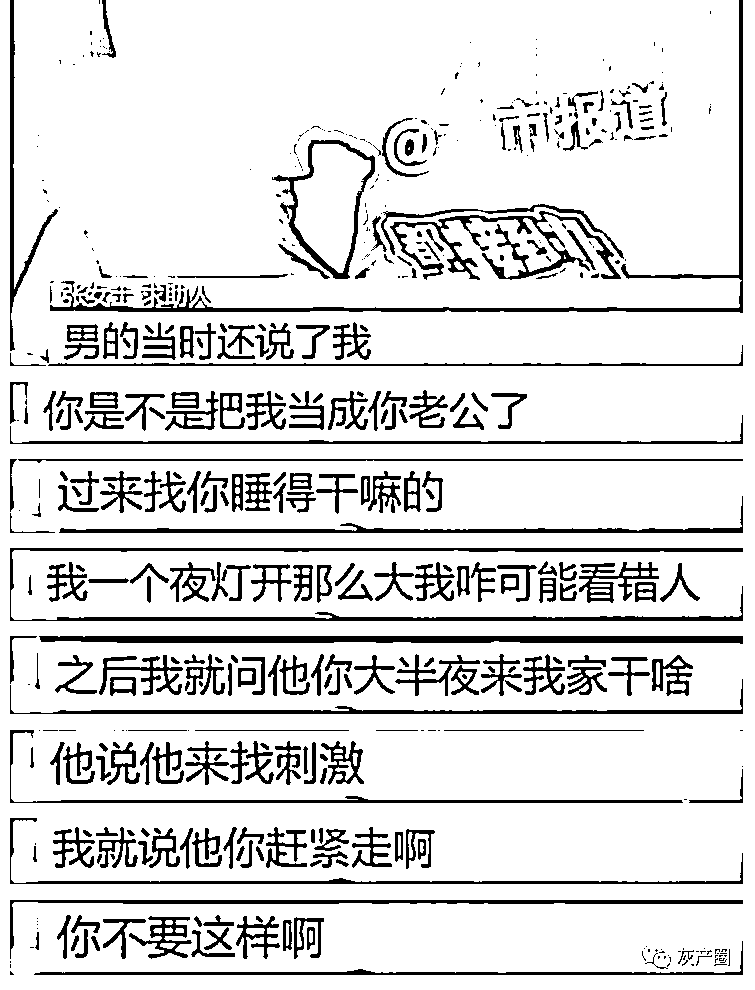 @ 市报道
张女士 求助人
男的当时还说了我
你是不是把我当成你老公了
过来找你睡得干嘛的
我一个夜灯开那么大我咋可能看错人
之后我就问他你大半夜来我家干啥
他说他来找刺激
我就说他你赶紧走啊
你不要这样啊
灰产圈